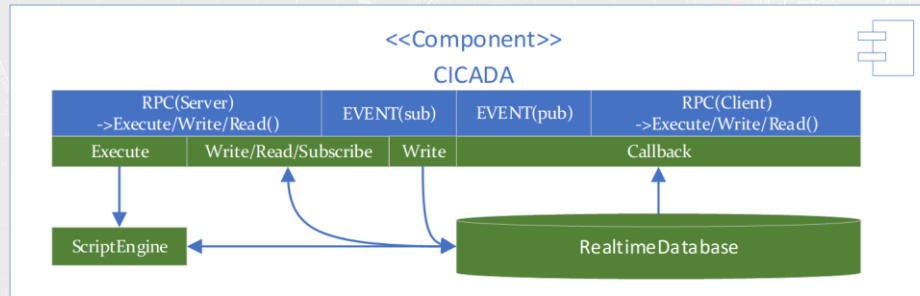 <<Component>>
CICADA
RPC(Server)
->Execute/Write/Read()
EVENT(sub)
EVENT(pub)
RPC(Client)
->Execute/Write/Read()
Execute
Write/Read/Subscribe
Write
Callback
ScriptEngine
RealtimeDatabase